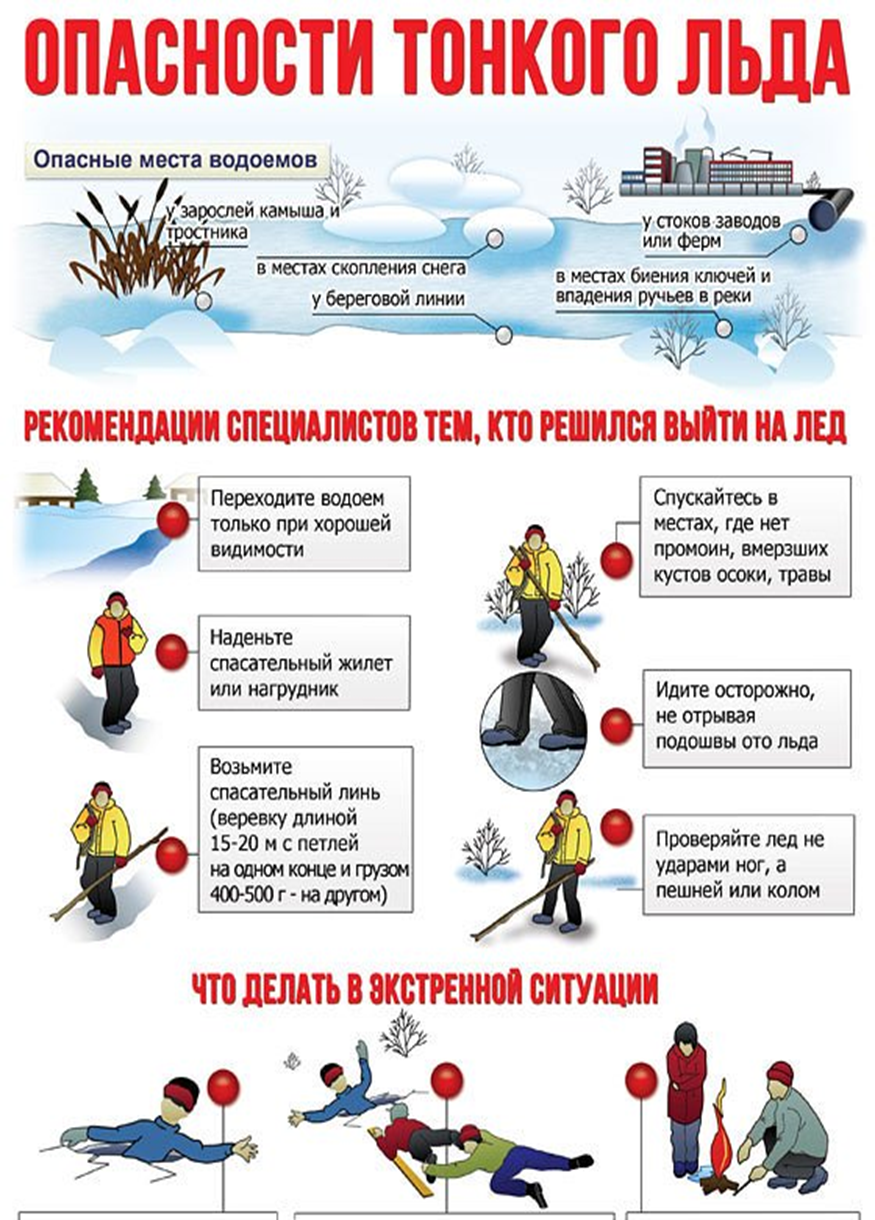 ОПАСНОСТИ ТОНКОГО ЛЬДА
Опасные места водоемов
у зарослей камыша и
тростника
в местах скопления снега
у береговой линии
у стоков заводов
или ферм
в местах биения ключей и
впадения ручьев в реки
РЕКОМЕНДАЦИИ СПЕЦИАЛИСТОВ ТЕМ, КТО РЕШИЛСЯ ВЫЙТИ НА ЛЕД
Переходите водоем
только при хорошей
видимости
Наденьте
спасательный жилет
или нагрудник
Возьмите
спасательный линь
(веревку длиной
15-20 м с петлей
на одном конце и грузом
400-500 г - на другом)
Спускайтесь в
местах, где нет
промоин, вмерзших
кустов осоки, травы
Идите осторожно,
не отрывая
подошвы ото льда
Проверяйте лед не
ударами ног, а
пешней или колом
ЧТО ДЕЛАТЬ В ЭКСТРЕННОЙ СИТУАЦИИ